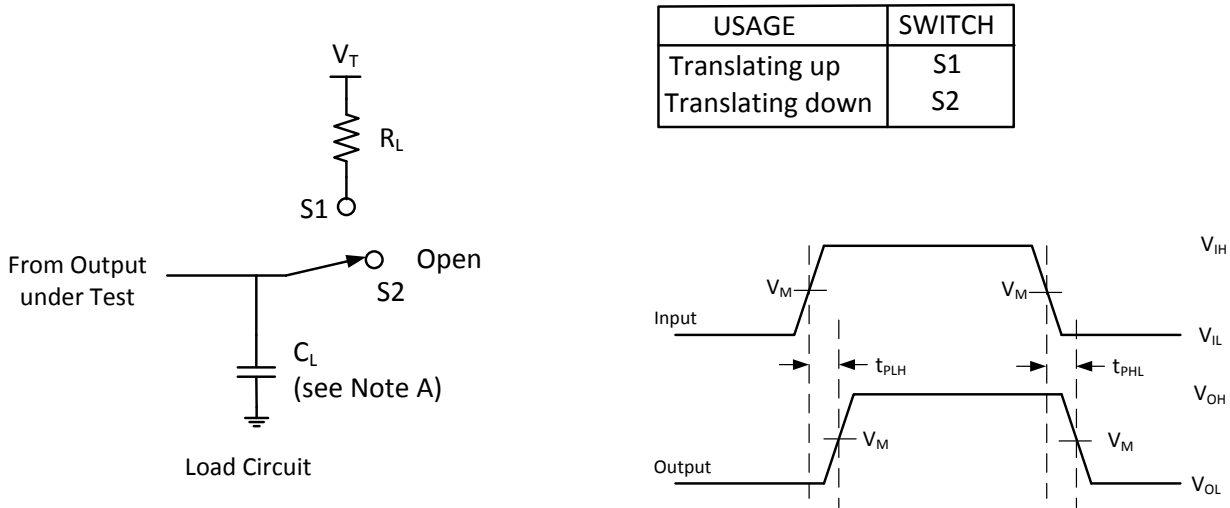 V_T
R_L
S1
From Output
under Test
Open
S2
C_L
(see Note A)
Load Circuit
USAGE SWITCH
Translating up S1
Translating down S2
V_IH
V_M V_M
Input
V_IL
t_PLH t_PHL
V_OH
V_M V_M
Output
V_OL